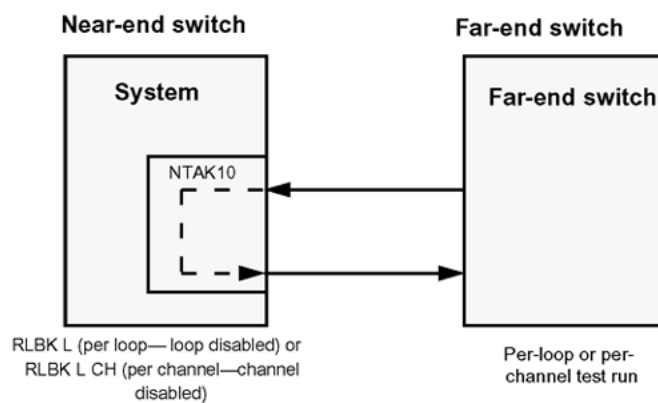 Near-end switch
Far-end switch
System
Far-end switch
NTAK10
RLBK L (per loop— loop disabled) or
RLBK L CH (per channel—channel
disabled)
Per-loop or per-
channel test run